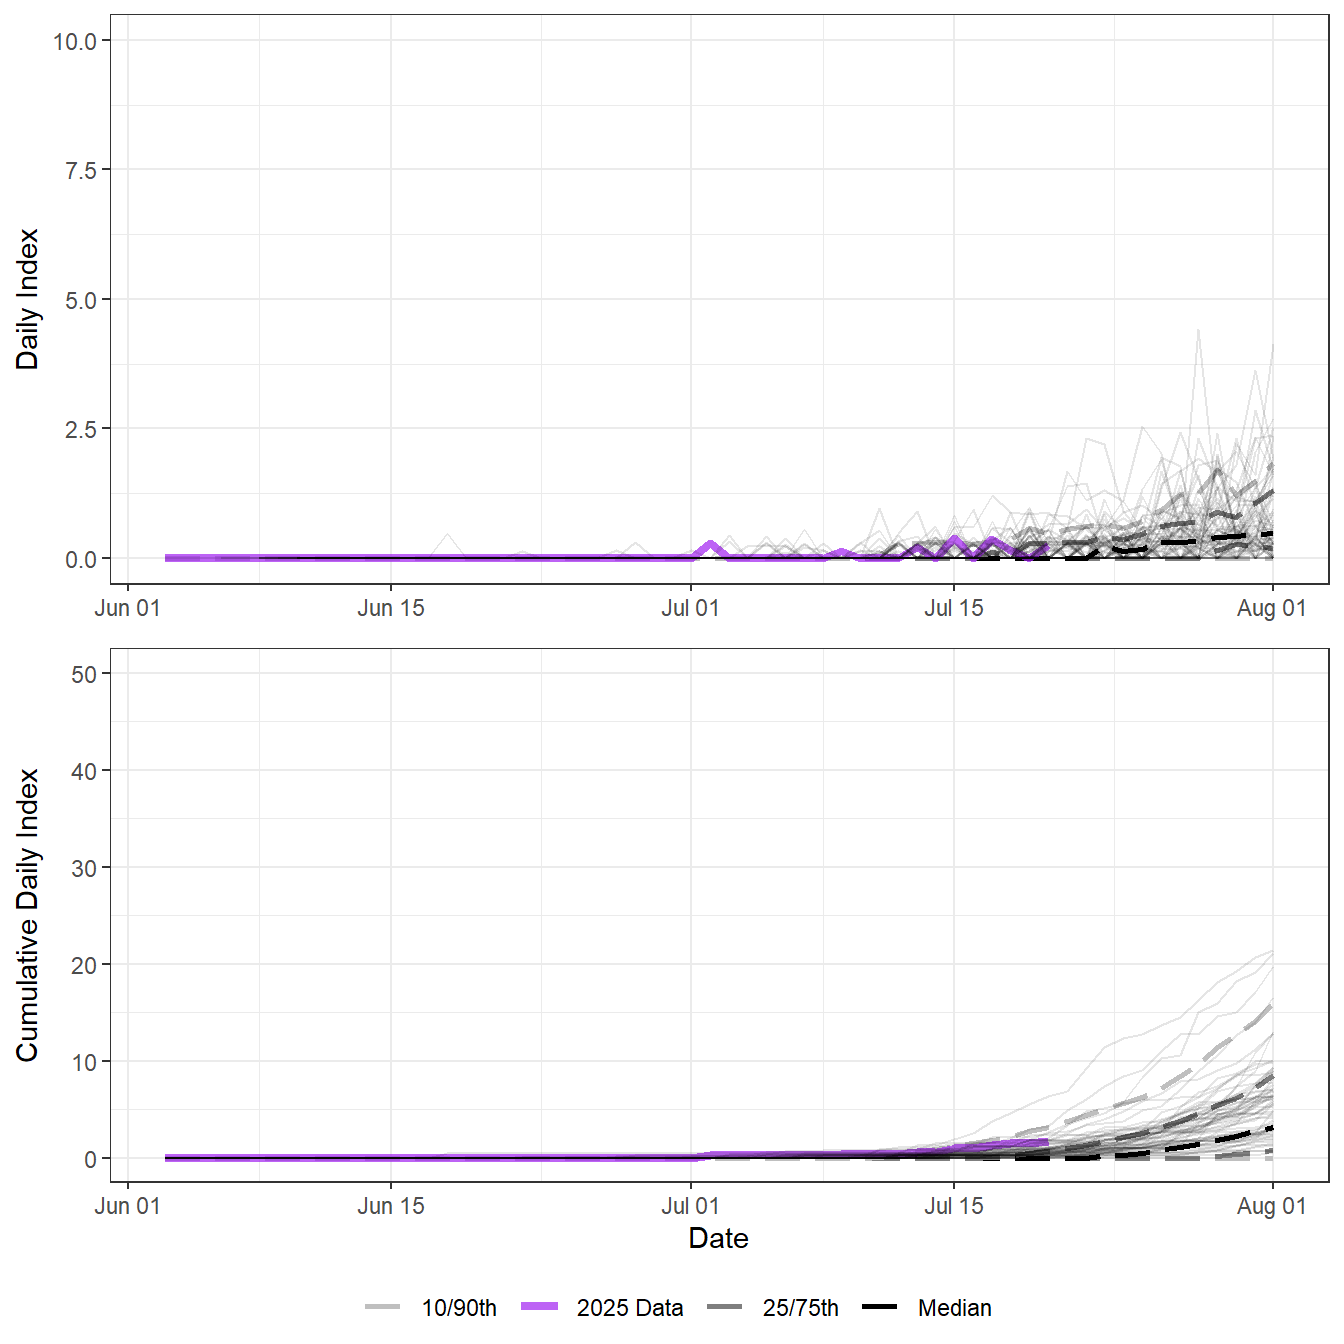 Daily Index
10.0
7.5
5.0
2.5
0.0
Jun 01 Jun 15 Jul 01 Jul 15 Aug 01
Cumulative Daily Index
50
40
30
20
10
0
Jun 01 Jun 15 Jul 01 Jul 15 Aug 01
Date
10/90th 2025 Data 25/75th Median